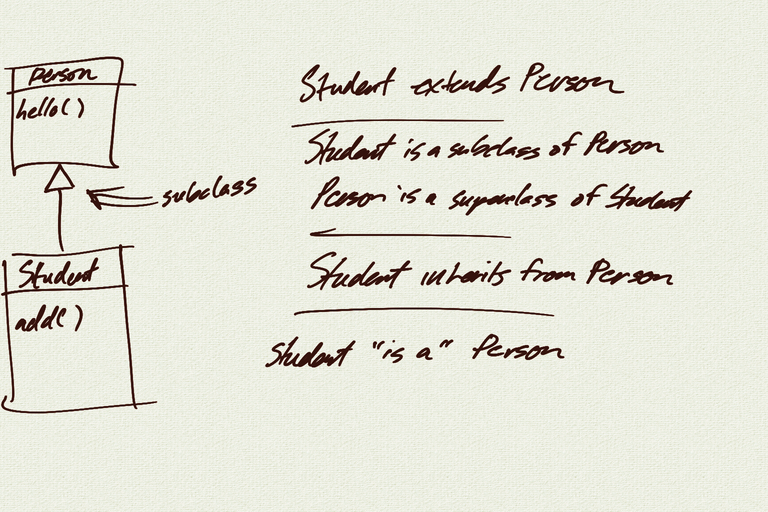 Person
hello()
subclass
Student
add()
Student extends Person
Student is a subclass of Person
Person is a superclass of Student
Student inherits from Person
Student "is a" Person